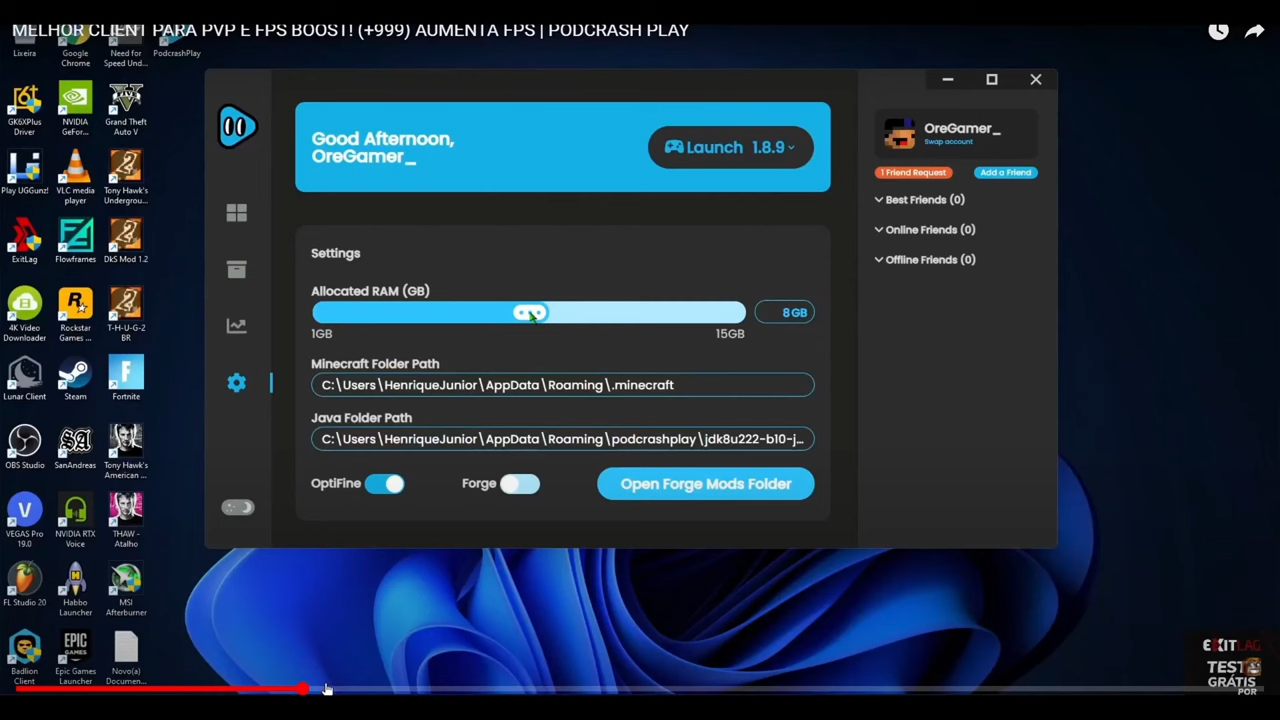 MELHOR CLIENT PARA PVP E FPS BOOST! (+999) AUMENTA FPS | PODCRASH PLAY
Lixeira
Google
Chrome
Need for
Speed Und...
PodcrashPlay
GK6XPlus
Driver
NVIDIA
GeFor...
Grand Theft
Auto V
Play UGGunz!
VLC media
player
Tony Hawk's
Undergrou...
ExitLag
Flowframes
DkS Mod 1.2
4K Video
Downloader
Rockstar
Games ...
T-H-U-G-2
BR
Lunar Client
Steam
Fortnite
OBS Studio
SanAndreas
Tony Hawk's
American ...
VEGAS Pro
19.0
NVIDIA RTX
Voice
THAW -
Atalho
FL Studio 20
Habbo
Launcher
MSI
Afterburner
Badlion
Client
EPIC
GAMES
Epic Games
Launcher
Novo(a)
Documen...
Good Afternoon,
OreGamer_
Launch 1.8.9
Settings
Allocated RAM (GB)
8GB
1GB
15GB
Minecraft Folder Path
C:\Users\HenriqueJunior\AppData\Roaming\.minecraft
Java Folder Path
C:\Users\HenriqueJunior\AppData\Roaming\podcrashplay\jdk8u222-b10-j...
OptiFine
Forge
Open Forge Mods Folder
OreGamer_
Swap account
1 Friend Request
Add a Friend
Best Friends (0)
Online Friends (0)
Offline Friends (0)
EXITLAG
TESTE
GRÁTIS
POR